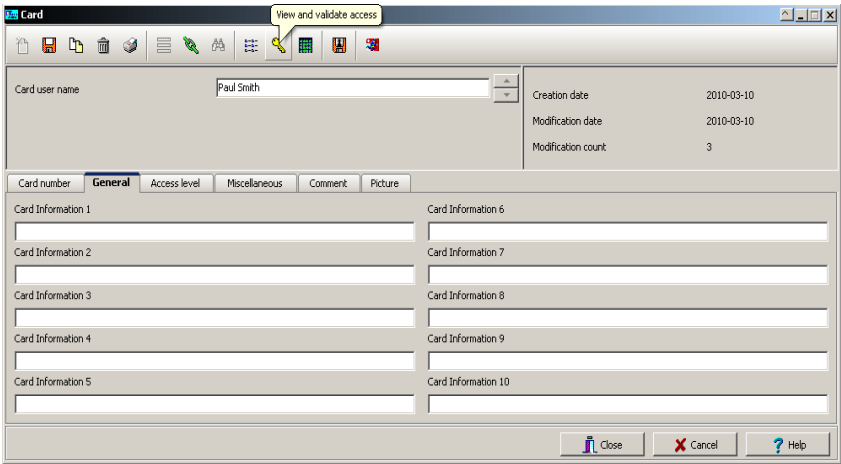 Card
View and validate access
Card user name
Paul Smith
Creation date 2010-03-10
Modification date 2010-03-10
Modification count 3
Card number General Access level Miscellaneous Comment Picture
Card Information 1 Card Information 6
Card Information 2 Card Information 7
Card Information 3 Card Information 8
Card Information 4 Card Information 9
Card Information 5 Card Information 10
Close Cancel Help